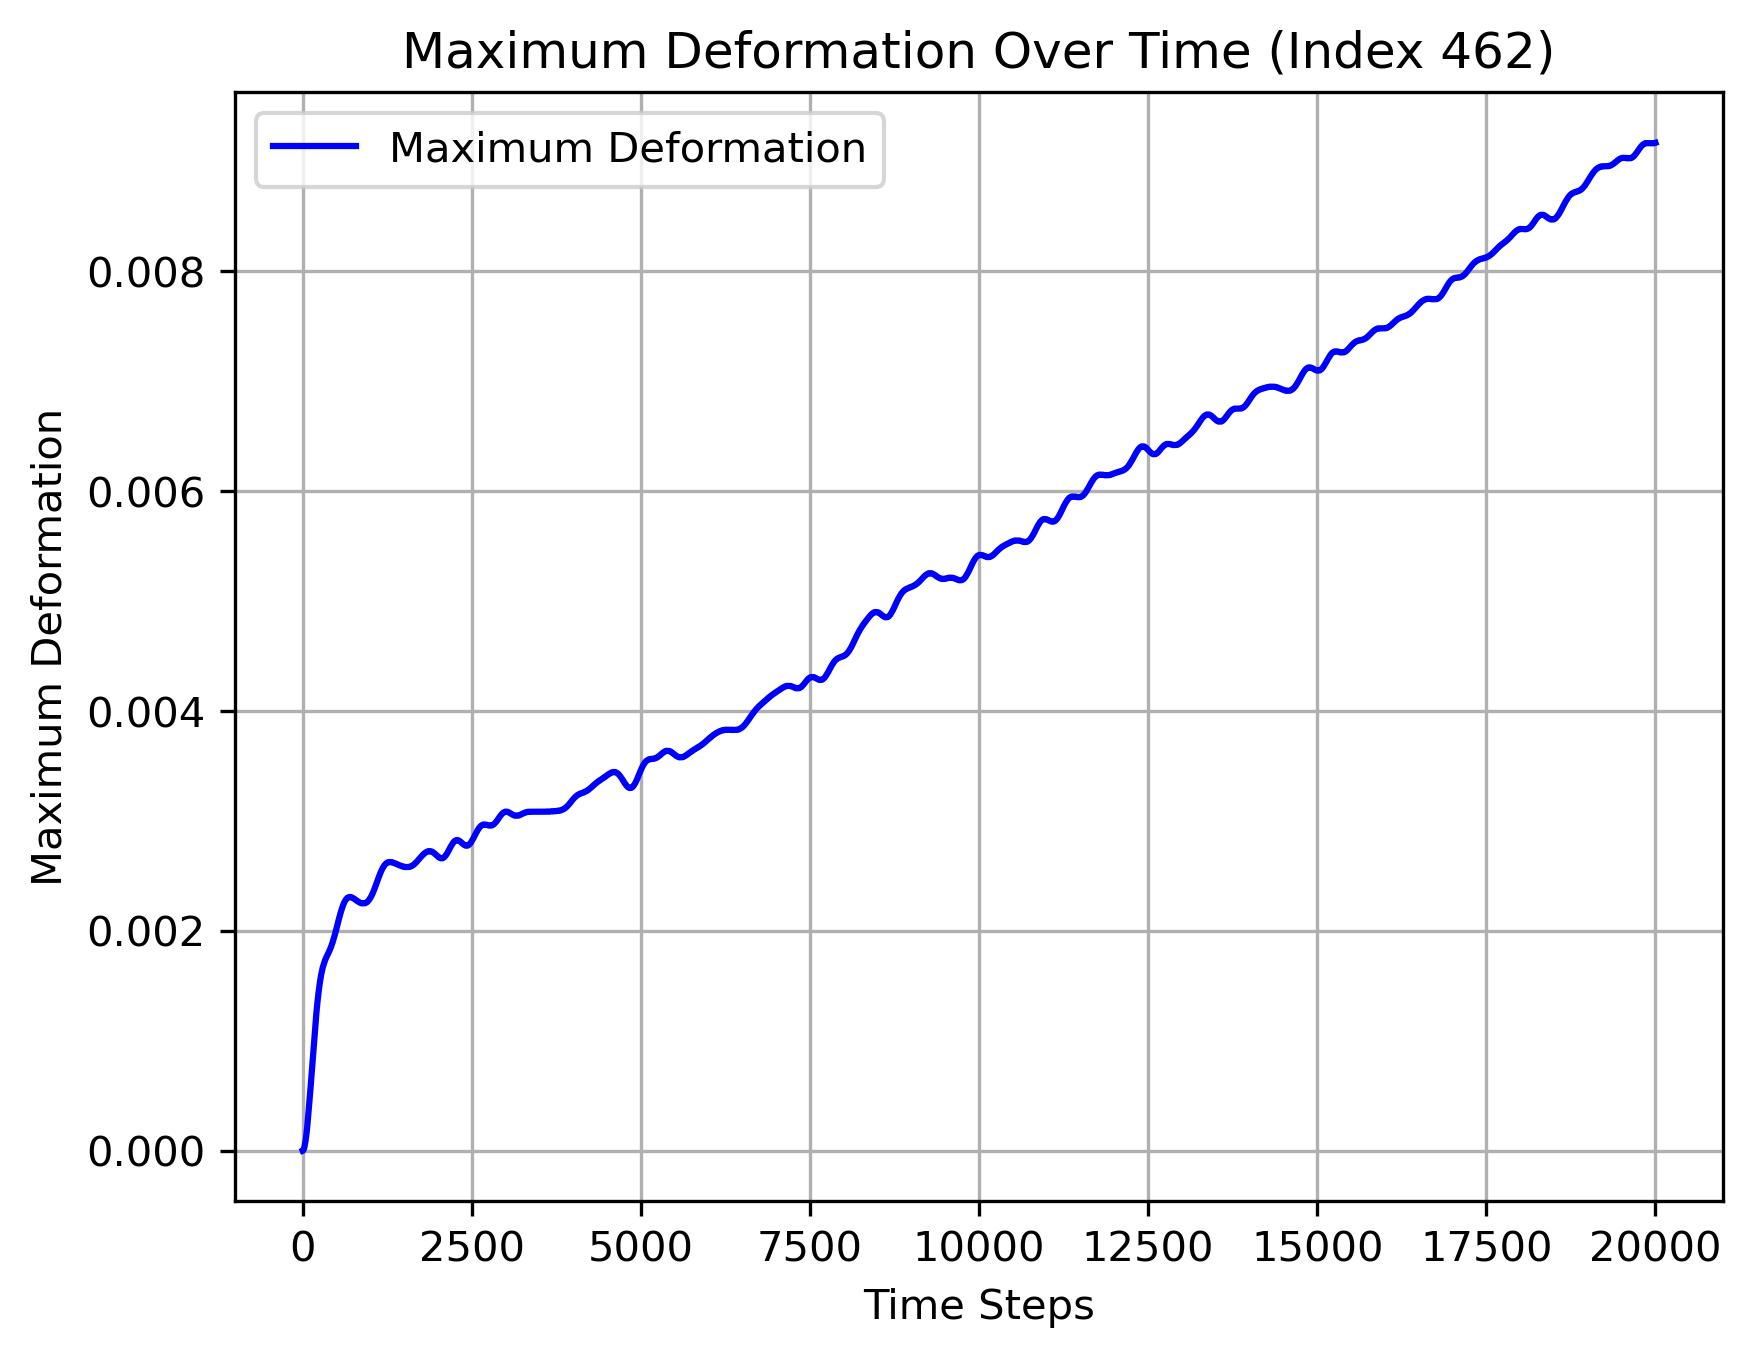 Maximum Deformation Over Time (Index 462)
Maximum Deformation
Maximum Deformation
0.008
0.006
0.004
0.002
0.000
0 2500 5000 7500 10000 12500 15000 17500 20000
Time Steps